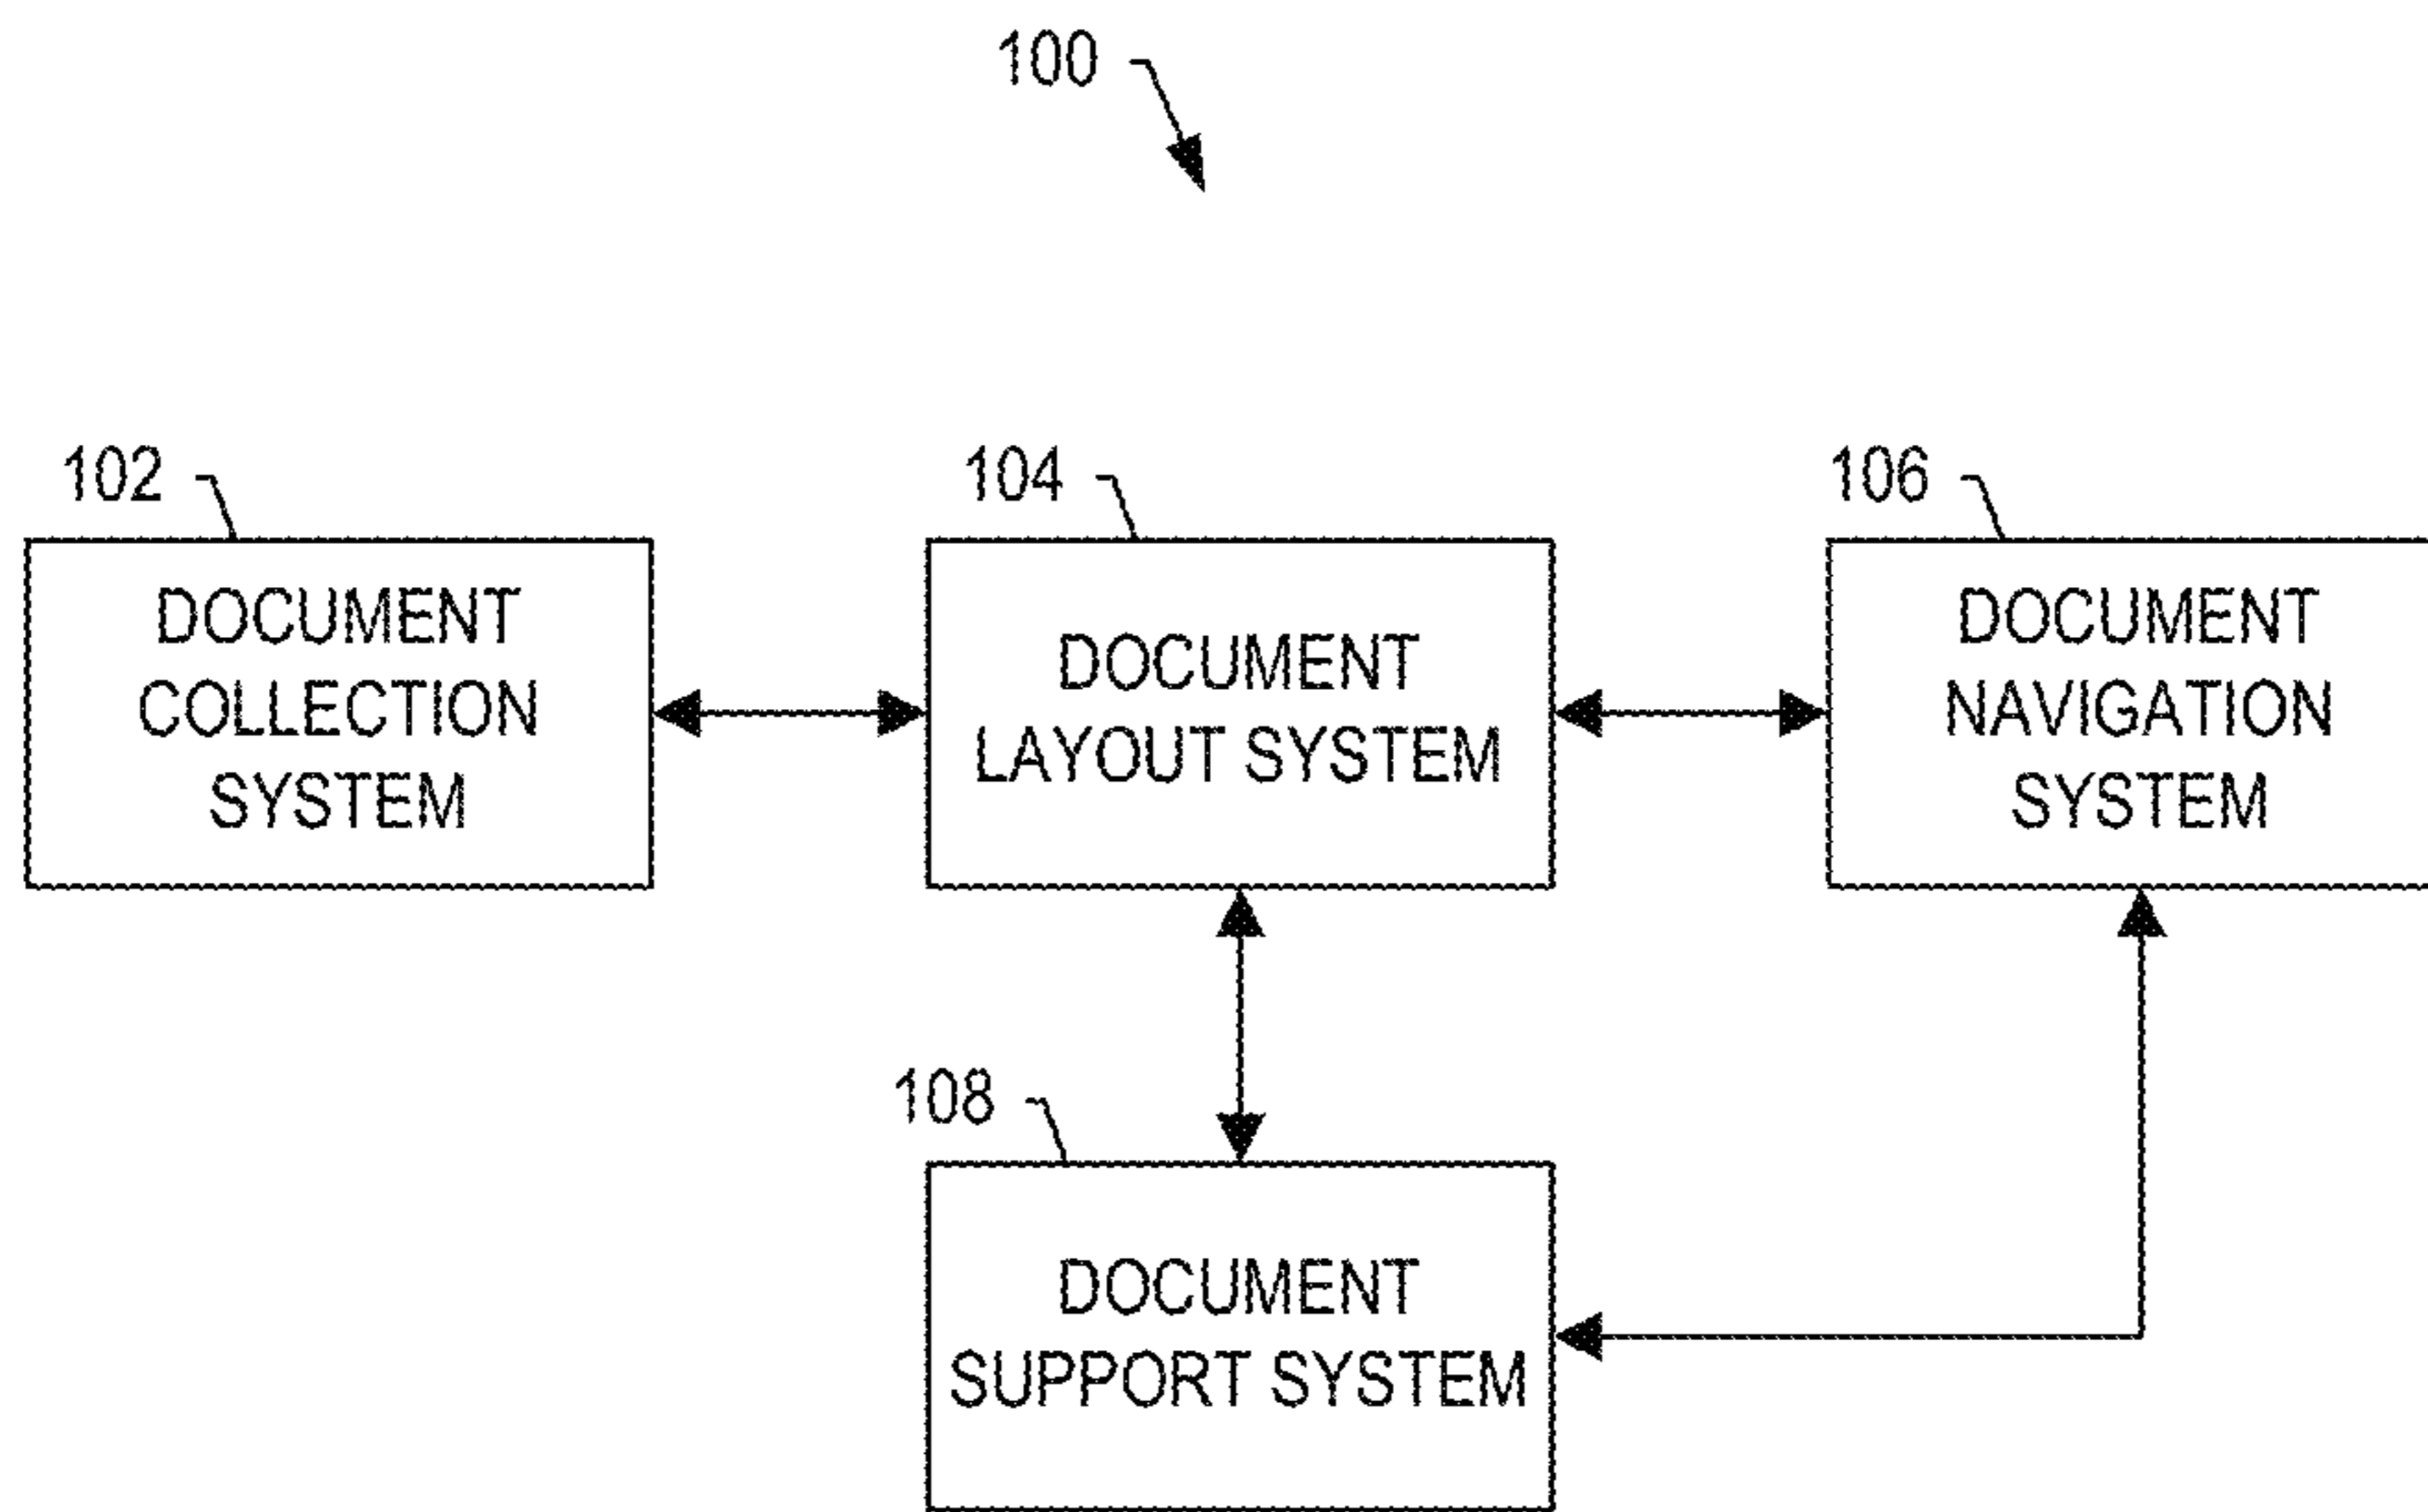 100
102
DOCUMENT
COLLECTION
SYSTEM
104
DOCUMENT
LAYOUT SYSTEM
106
DOCUMENT
NAVIGATION
SYSTEM
108
DOCUMENT
SUPPORT SYSTEM